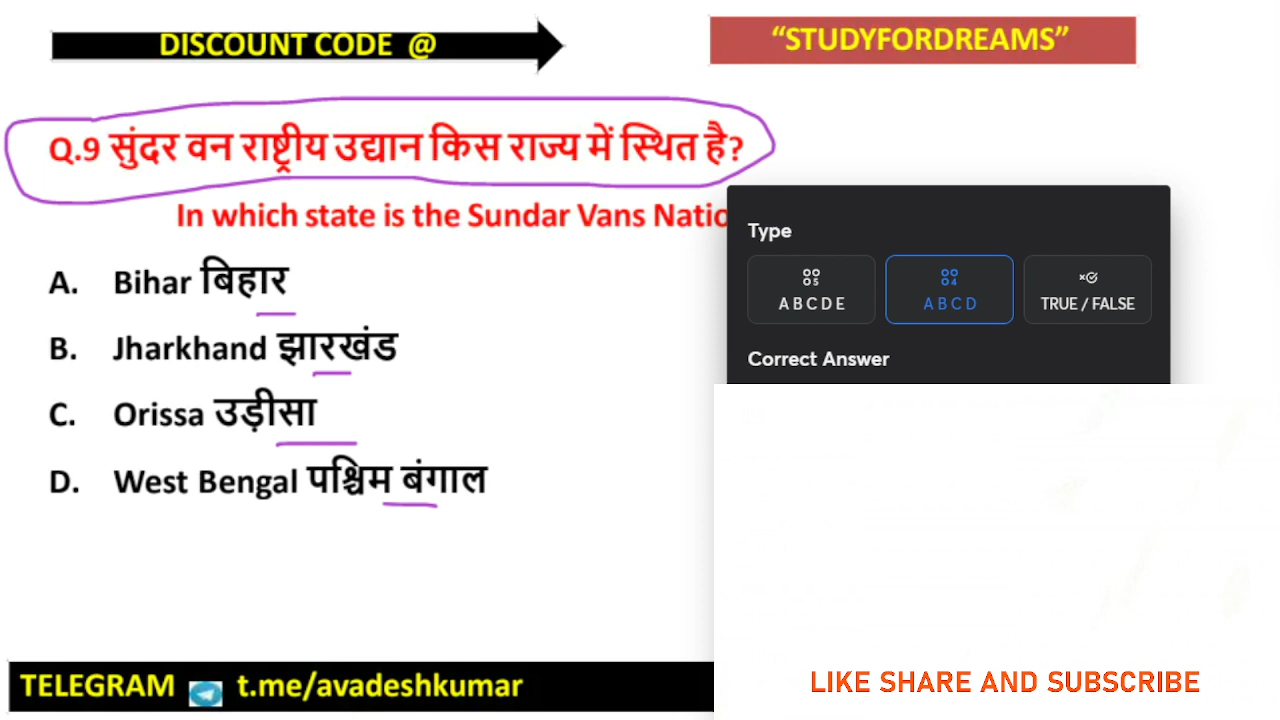 DISCOUNT CODE @
“STUDYFORDREAMS”
Q.9 सुंदर वन राष्ट्रीय उद्यान किस राज्य में स्थित है?
In which state is the Sundar Vans
A. Bihar बिहार
B. Jharkhand झारखंड
C. Orissa उड़ीसा
D. West Bengal पश्चिम बंगाल
Type
A B C D E
A B C D
TRUE / FALSE
Correct Answer
TELEGRAM t.me/avadeshkumar
LIKE SHARE AND SUBSCRIBE